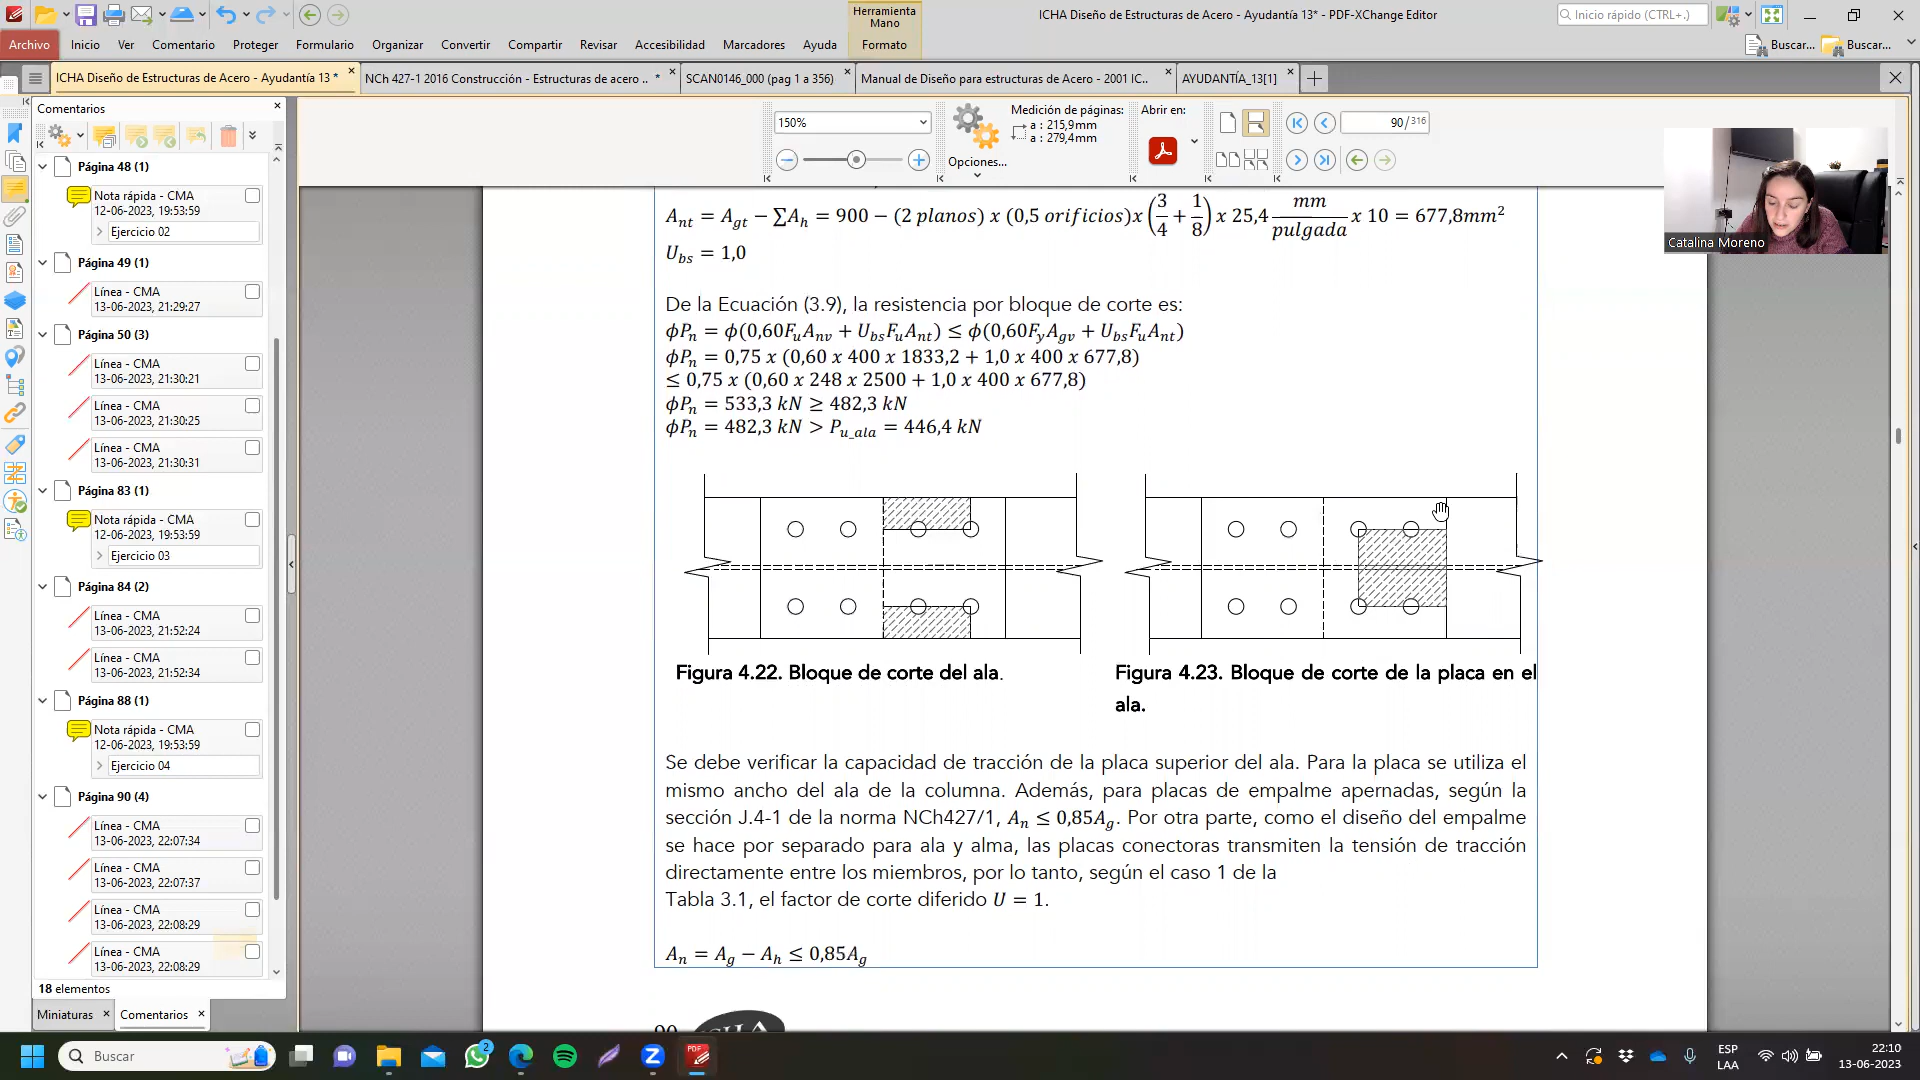 Herramienta
Mano
ICHA Diseño de Estructuras de Acero - Ayudantía 13* - PDF-XChange Editor
Inicio rápido (CTRL+.)
Archivo Inicio Ver Comentario Proteger Formulario Organizar Convertir Compartir Revisar Accesibilidad Marcadores Ayuda Formato Buscar... Buscar...
ICHA Diseño de Estructuras de Acero - Ayudantía 13 * NCh 427-1 2016 Construcción - Estructuras de acero .. * SCAN0146_000 (pag 1 a 356) Manual de Diseño para estructuras de Acero - 2001 IC.. AYUDANTÍA_13[1]
Comentarios
150%
Opciones...
Medición de páginas:
a : 215,9mm
a : 279,4mm
Abrir en:
90 / 316
Página 48 (1)
Nota rápida - CMA
12-06-2023, 19:53:59
Ejercicio 02
Página 49 (1)
Línea - CMA
13-06-2023, 21:29:27
Página 50 (3)
Línea - CMA
13-06-2023, 21:30:21
Línea - CMA
13-06-2023, 21:30:25
Línea - CMA
13-06-2023, 21:30:31
Página 83 (1)
Nota rápida - CMA
12-06-2023, 19:53:59
Ejercicio 03
Página 84 (2)
Línea - CMA
13-06-2023, 21:52:24
Línea - CMA
13-06-2023, 21:52:34
Página 88 (1)
Nota rápida - CMA
12-06-2023, 19:53:59
Ejercicio 04
Página 90 (4)
Línea - CMA
13-06-2023, 22:07:34
Línea - CMA
13-06-2023, 22:07:37
Línea - CMA
13-06-2023, 22:08:29
Línea - CMA
13-06-2023, 22:08:29
18 elementos
Miniaturas Comentarios
Catalina Moreno
Aₙₜ = A_gt − ∑Aₕ = 900 − (2 planos) x (0,5 orificios)x (3/4 + 1/8) x 25,4 mm/pulgada x 10 = 677,8mm²
U_bs = 1,0
De la Ecuación (3.9), la resistencia por bloque de corte es:
ϕPₙ = ϕ(0,60FᵤAₙᵥ + U_bsFᵤAₙₜ) ≤ ϕ(0,60F_yA_gv + U_bsFᵤAₙₜ)
ϕPₙ = 0,75 x (0,60 x 400 x 1833,2 + 1,0 x 400 x 677,8)
≤ 0,75 x (0,60 x 248 x 2500 + 1,0 x 400 x 677,8)
ϕPₙ = 533,3 kN ≥ 482,3 kN
ϕPₙ = 482,3 kN > P_u_ala = 446,4 kN
Figura 4.22. Bloque de corte del ala.
Figura 4.23. Bloque de corte de la placa en el
ala.
Se debe verificar la capacidad de tracción de la placa superior del ala. Para la placa se utiliza el
mismo ancho del ala de la columna. Además, para placas de empalme apernadas, según la
sección J.4-1 de la norma NCh427/1, Aₙ ≤ 0,85A_g. Por otra parte, como el diseño del empalme
se hace por separado para ala y alma, las placas conectoras transmiten la tensión de tracción
directamente entre los miembros, por lo tanto, según el caso 1 de la
Tabla 3.1, el factor de corte diferido U = 1.
Aₙ = A_g − Aₕ ≤ 0,85A_g
90 ICHA
Buscar
2
PDF
ESP
LAA
22:10
13-06-2023